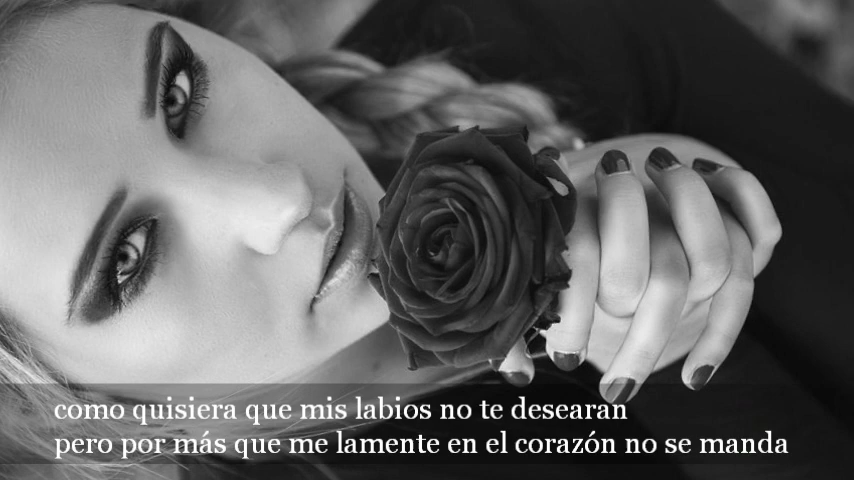 como quisiera que mis labios no te desearan
pero por más que me lamente en el corazón no se manda